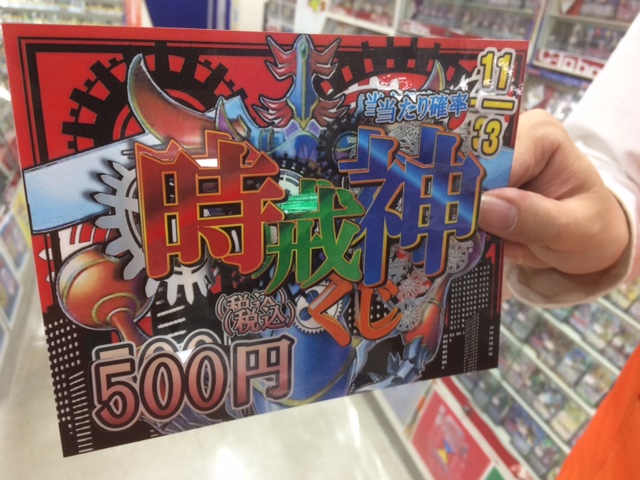 当たり確率
11
3
時戒神
くじ
(税込)
500円